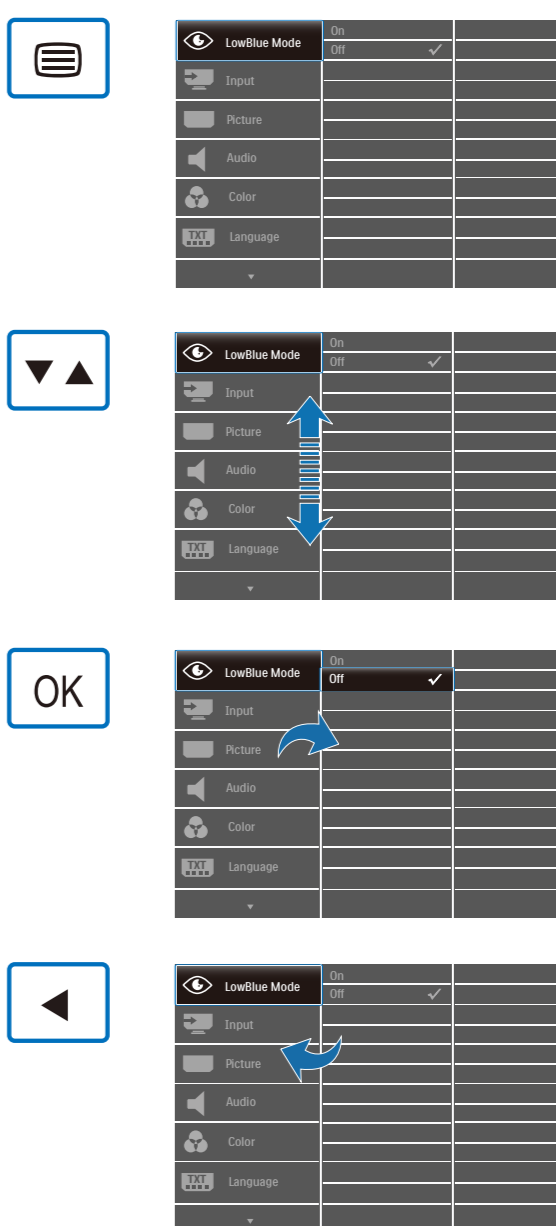 On
LowBlue Mode
Off
Input
Picture
Audio
Color
TXT
Language
On
LowBlue Mode
Off
Input
Picture
Audio
Color
TXT
Language
OK
On
LowBlue Mode
Off
Input
Picture
Audio
Color
TXT
Language
On
LowBlue Mode
Off
Input
Picture
Audio
Color
TXT
Language